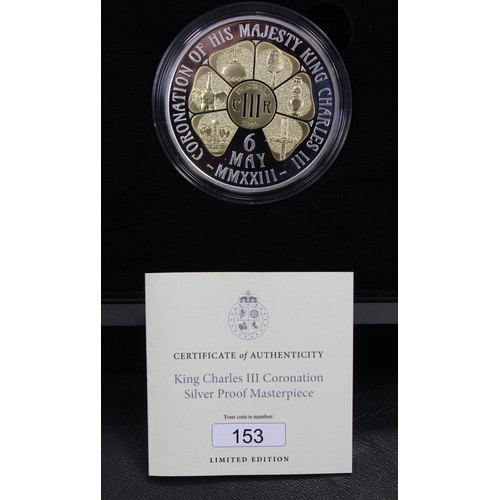 CORONATION OF HIS MAJESTY KING CHARLES III
CIIIR
6
MAY
-MMXXIII-
CERTIFICATE of AUTHENTICITY
King Charles III Coronation
Silver Proof Masterpiece
Your coin is number:
153
LIMITED EDITION